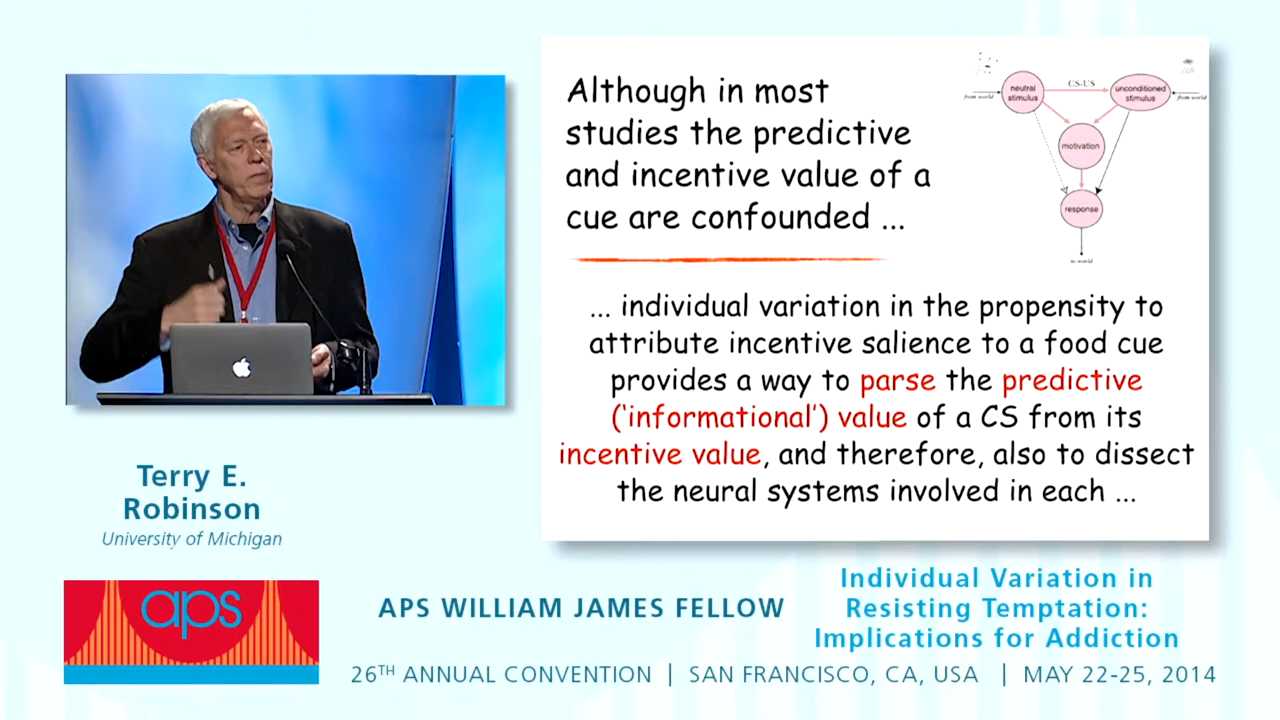 Although in most
studies the predictive
and incentive value of a
cue are confounded ...
neutral
stimulus
CS-US
unconditioned
stimulus
from world
from world
motivation
response
to world
... individual variation in the propensity to
attribute incentive salience to a food cue
provides a way to parse the predictive
('informational') value of a CS from its
incentive value, and therefore, also to dissect
the neural systems involved in each ...
Terry E.
Robinson
University of Michigan
aps
APS WILLIAM JAMES FELLOW
Individual Variation in
Resisting Temptation:
Implications for Addiction
26TH ANNUAL CONVENTION | SAN FRANCISCO, CA, USA | MAY 22-25, 2014